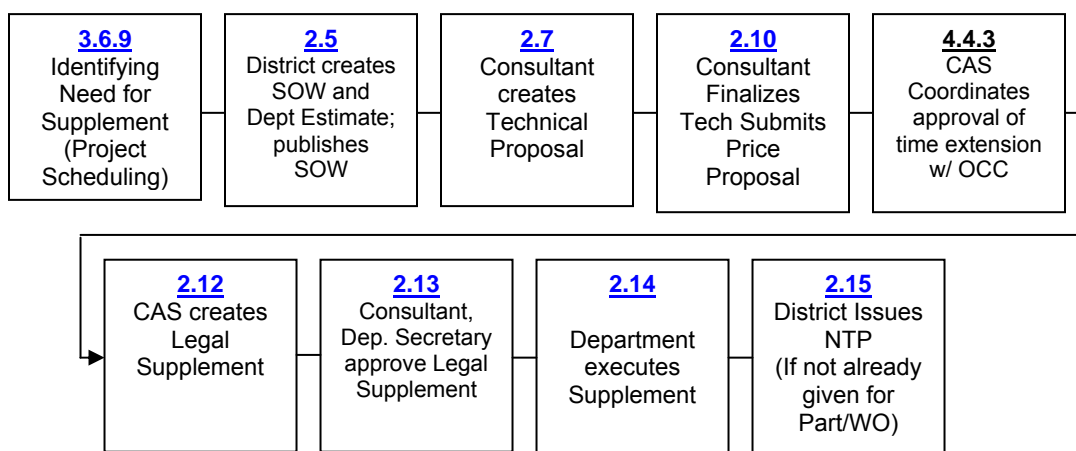 3.6.9
Identifying
Need for
Supplement
(Project
Scheduling)
2.5
District creates
SOW and
Dept Estimate;
publishes
SOW
2.7
Consultant
creates
Technical
Proposal
2.10
Consultant
Finalizes
Tech Submits
Price
Proposal
4.4.3
CAS
Coordinates
approval of
time extension
w/ OCC
2.12
CAS creates
Legal
Supplement
2.13
Consultant,
Dep. Secretary
approve Legal
Supplement
2.14
Department
executes
Supplement
2.15
District Issues
NTP
(If not already
given for
Part/WO)